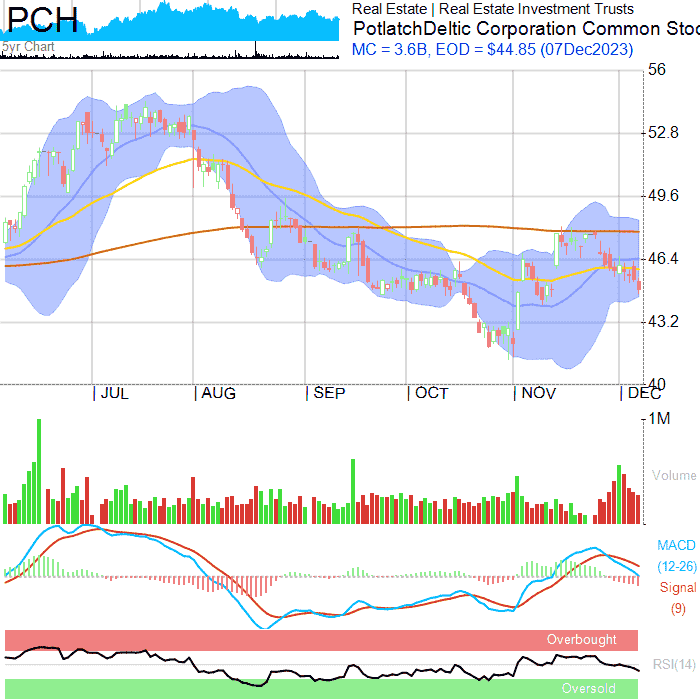 PCH
5yr Chart
Real Estate | Real Estate Investment Trusts
PotlatchDeltic Corporation Common Stoc
MC = 3.6B, EOD = $44.85 (07Dec2023)
56
52.8
49.6
46.4
43.2
40
JUL
AUG
SEP
OCT
NOV
DEC
1M
Volume
MACD
(12-26)
Signal
(9)
Overbought
RSI(14)
Oversold